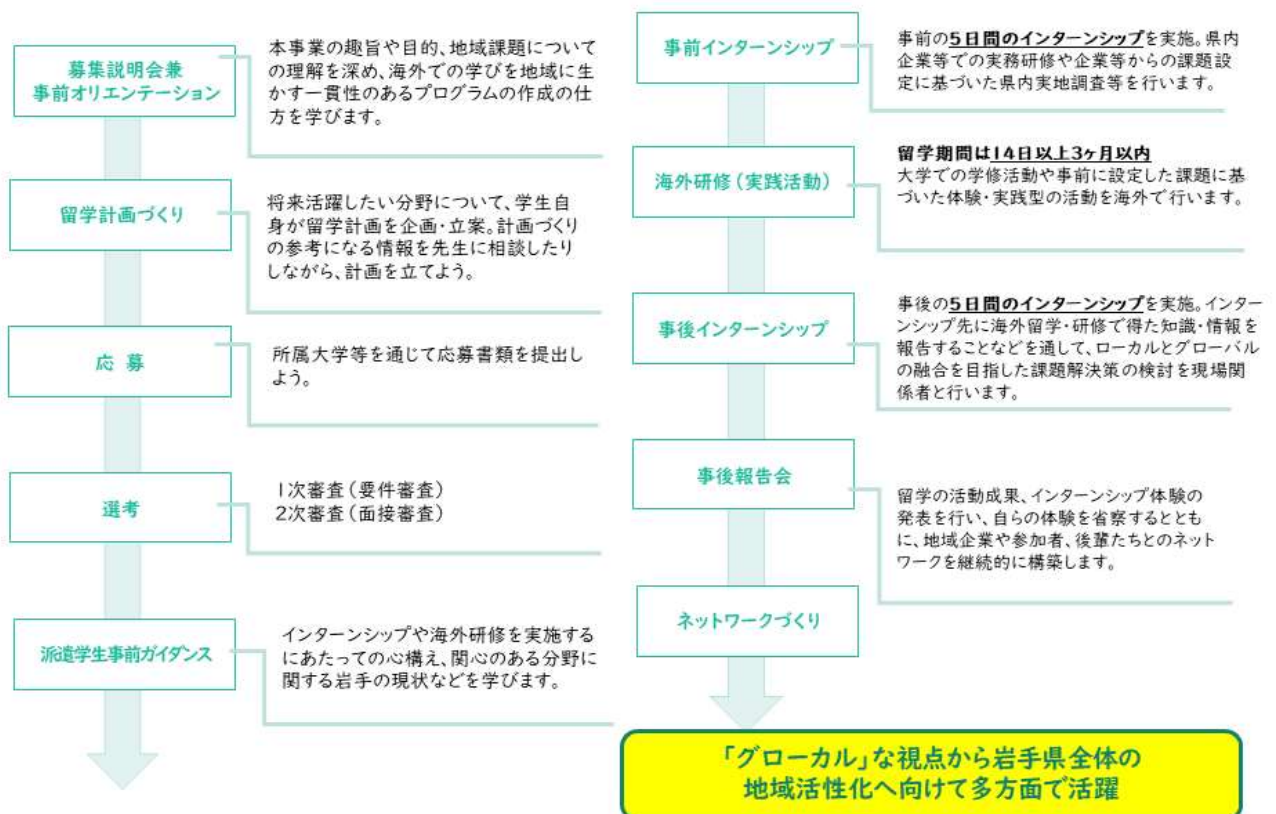 募集説明会兼
事前オリエンテーション
本事業の趣旨や目的、地域課題について
の理解を深め、海外での学びを地域に生
かす一貫性のあるプログラムの作成の仕
方を学びます。
留学計画づくり
将来活躍したい分野について、学生自
身が留学計画を企画・立案。計画づくり
の参考になる情報を先生に相談したり
しながら、計画を立てよう。
応 募
所属大学等を通じて応募書類を提出し
よう。
選考
1次審査（要件審査）
2次審査（面接審査）
派遣学生事前ガイダンス
インターンシップや海外研修を実施する
にあたっての心構え、関心のある分野に
関する岩手の現状などを学びます。
事前インターンシップ
事前の5日間のインターンシップを実施。県内
企業等での実務研修や企業等からの課題設
定に基づいた県内実地調査等を行います。
海外研修（実践活動）
留学期間は14日以上3ヶ月以内
大学での学修活動や事前に設定した課題に基
づいた体験・実践型の活動を海外で行います。
事後インターンシップ
事後の5日間のインターンシップを実施。インター
ンシップ先に海外留学・研修で得た知識・情報を
報告することなどを通して、ローカルとグローバル
の融合を目指した課題解決策の検討を現場関
係者と行います。
事後報告会
留学の活動成果、インターンシップ体験の
発表を行い、自らの体験を省察するととも
に、地域企業や参加者、後輩たちとのネット
ワークを継続的に構築します。
ネットワークづくり
「グローカル」な視点から岩手県全体の
地域活性化へ向けて多方面で活躍